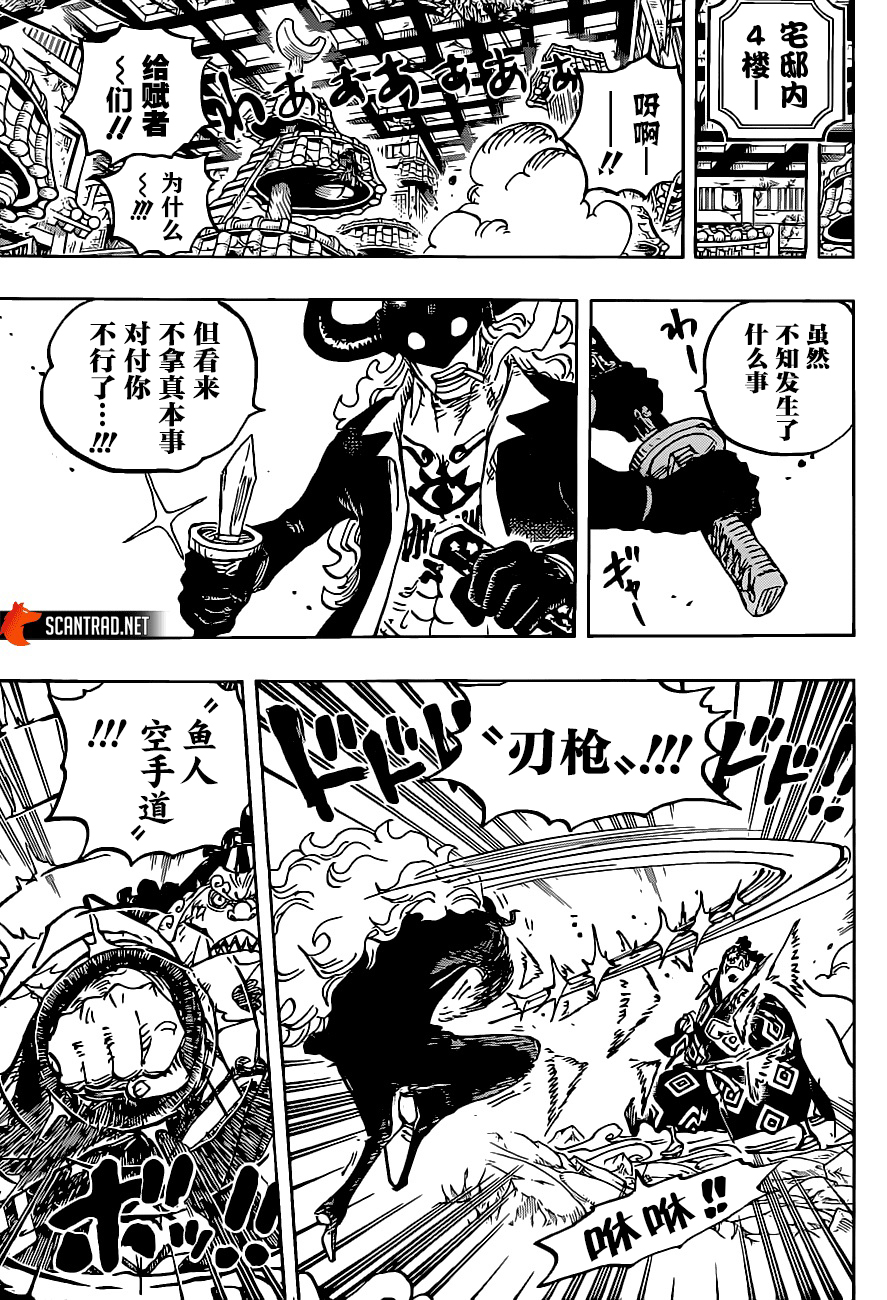 宅邸内
4楼—
呀啊—!!
わあぁあぁあぁ
给赋者
~们!!
为什么
~!!!
虽然
不知发生了
什么事
わー
ギャー
但看来
不拿真本事
对付你
不行了…!!!
SCANTRAD.NET
〝刃枪〟!!!
ドドドドド!!
咻咻!!
〝鱼人
空手道〟
!!!
ボッ!!